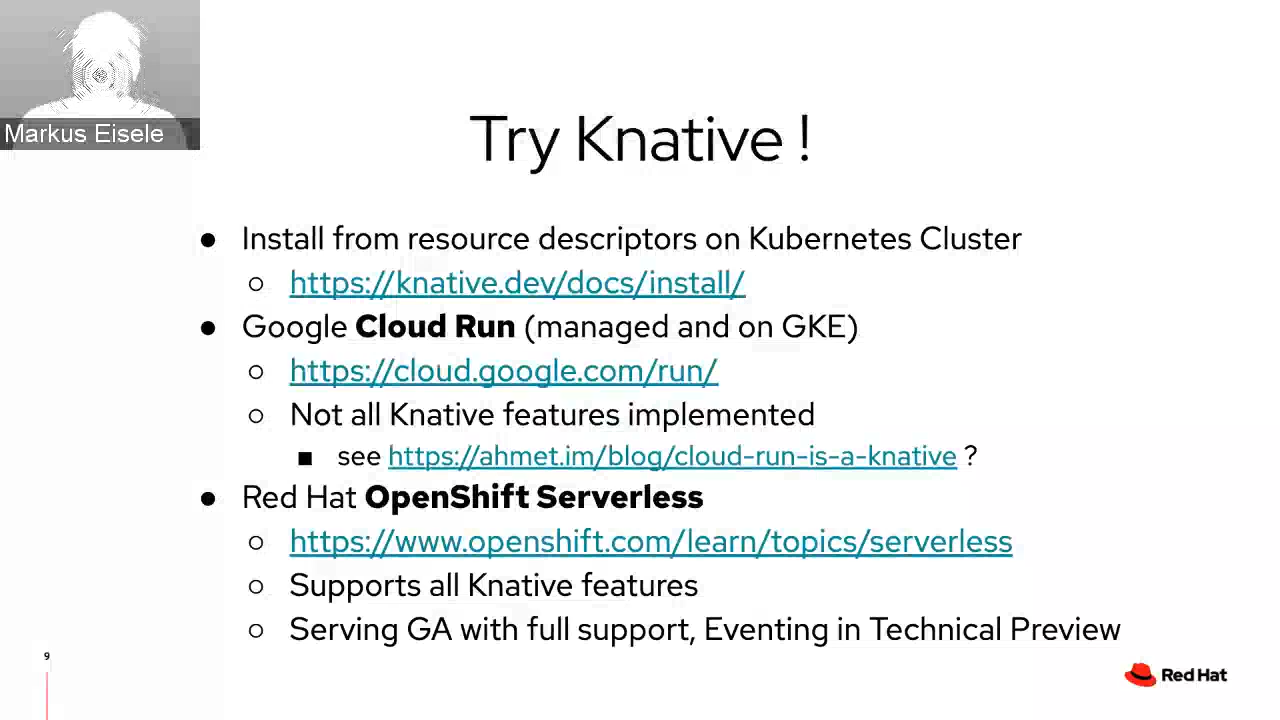 Markus Eisele
Try Knative !
● Install from resource descriptors on Kubernetes Cluster
○ https://knative.dev/docs/install/
● Google Cloud Run (managed and on GKE)
○ https://cloud.google.com/run/
○ Not all Knative features implemented
■ see https://ahmet.im/blog/cloud-run-is-a-knative ?
● Red Hat OpenShift Serverless
○ https://www.openshift.com/learn/topics/serverless
○ Supports all Knative features
○ Serving GA with full support, Eventing in Technical Preview
9
Red Hat